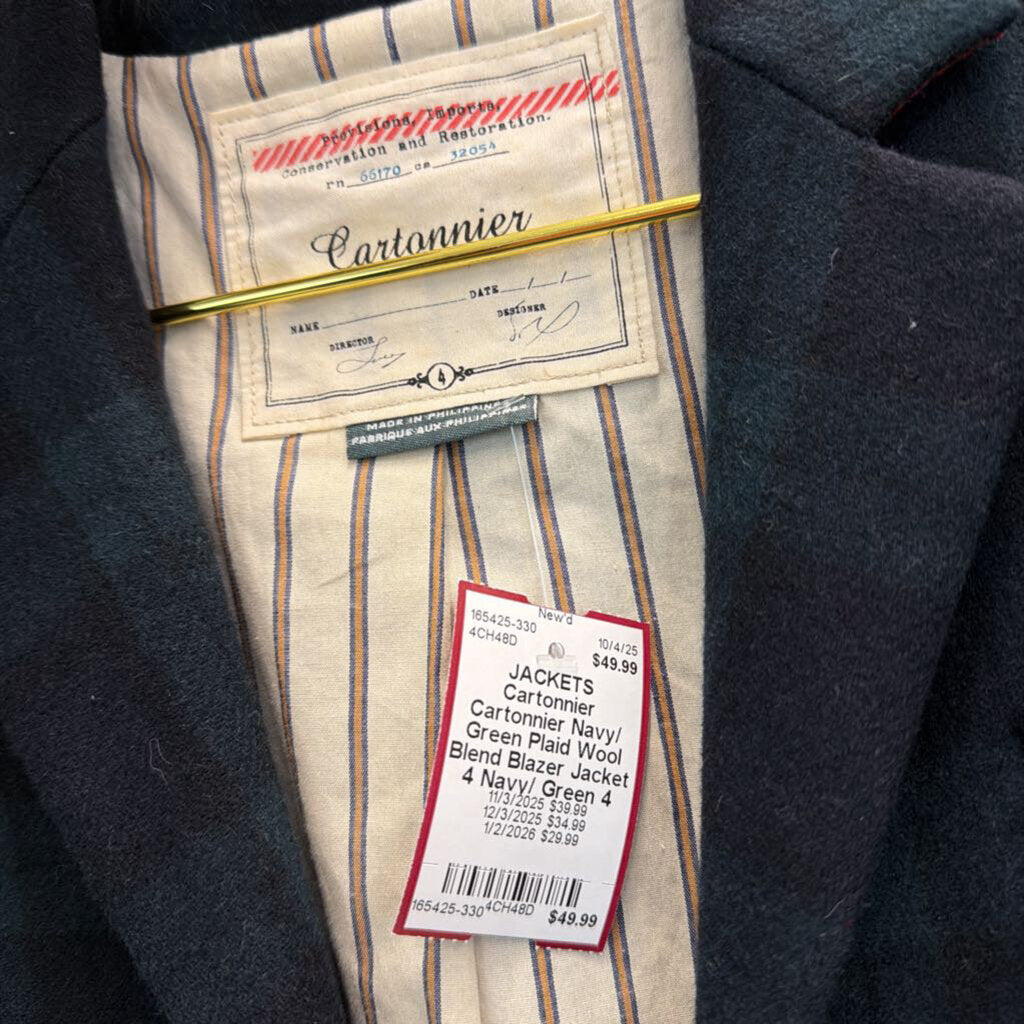 Provisions, Imports,
Conservation and Restoration.
rn 66170 ca 32054
Cartonnier
NAME DATE
DIRECTOR DESIGNER
4
MADE IN PHILIPPINES
FABRIQUE AUX PHILIPPINES
New'd
165425-330 10/4/25
4CH48D $49.99
JACKETS
Cartonnier
Cartonnier Navy/
Green Plaid Wool
Blend Blazer Jacket
4 Navy/ Green 4
11/3/2025 $39.99
12/3/2025 $34.99
1/2/2026 $29.99
165425-330 4CH48D $49.99